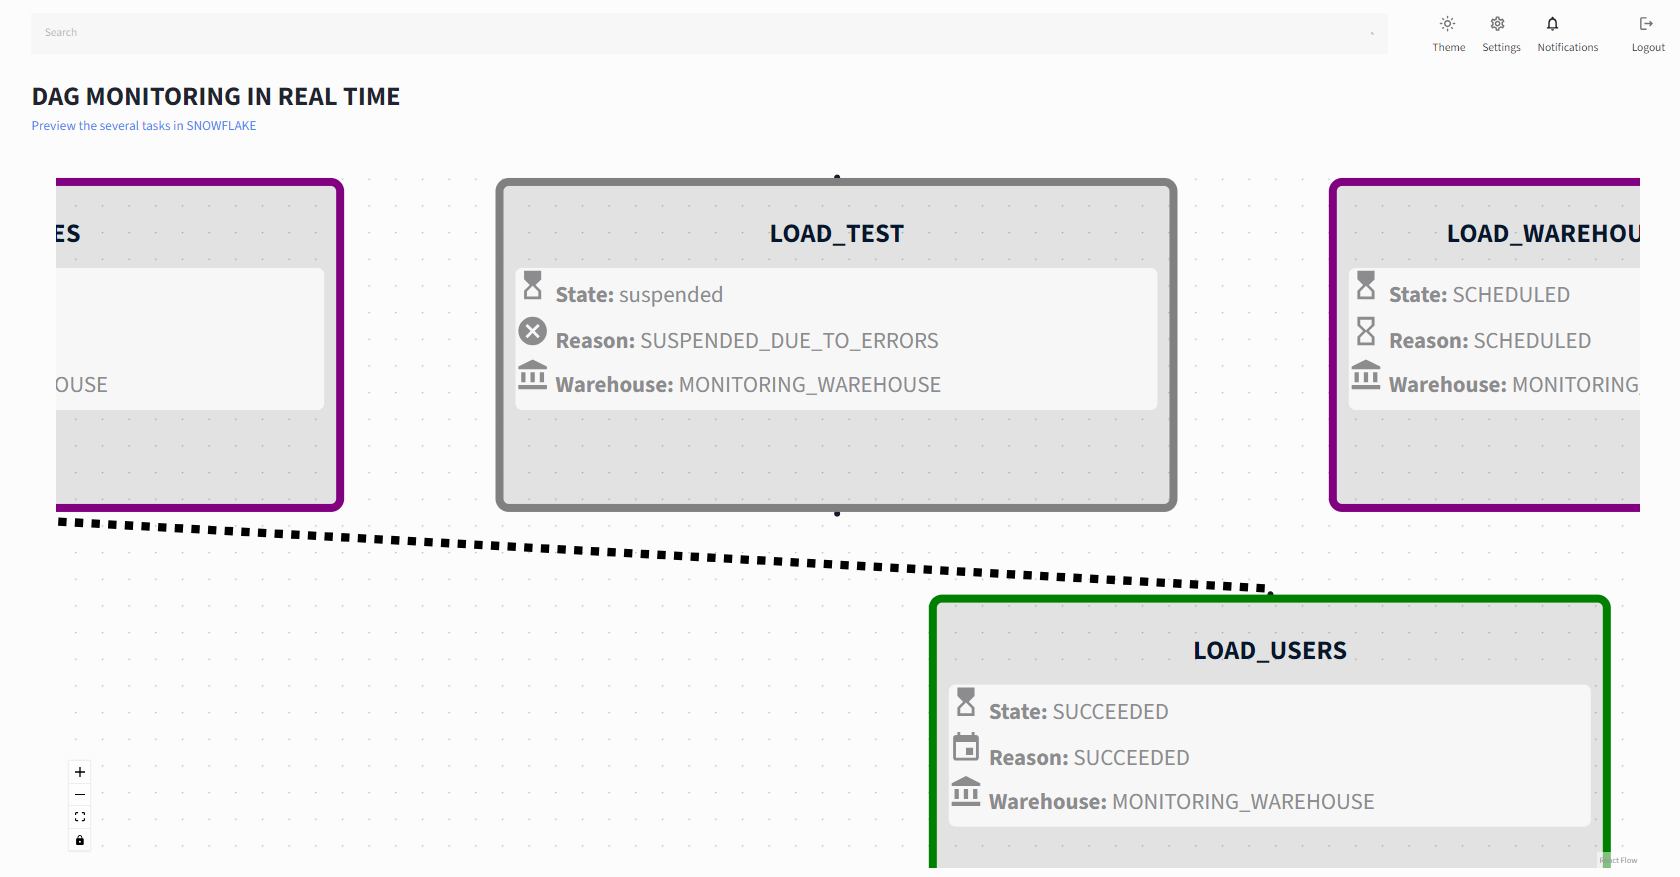 Search
Theme
Settings
Notifications
Logout
DAG MONITORING IN REAL TIME
Preview the several tasks in SNOWFLAKE
ES
OUSE
LOAD_TEST
State: suspended
Reason: SUSPENDED_DUE_TO_ERRORS
Warehouse: MONITORING_WAREHOUSE
LOAD_WAREHOU
State: SCHEDULED
Reason: SCHEDULED
Warehouse: MONITORING_
LOAD_USERS
State: SUCCEEDED
Reason: SUCCEEDED
Warehouse: MONITORING_WAREHOUSE
React Flow